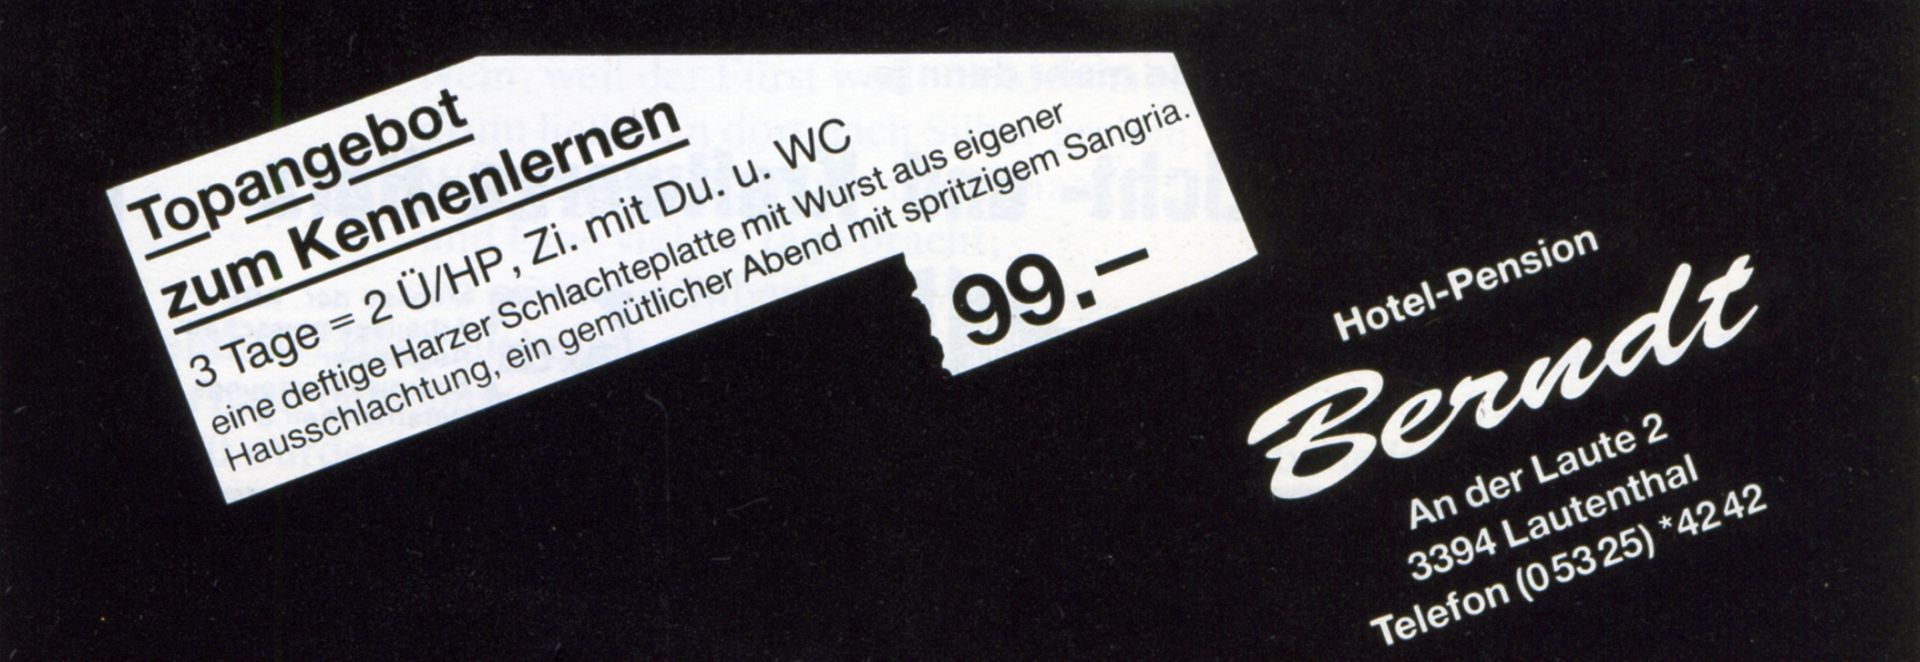 Topangebot
zum Kennenlernen
3 Tage = 2 Ü/HP, Zi. mit Du. u. WC
eine deftige Harzer Schlachteplatte mit Wurst aus eigener
Hausschlachtung, ein gemütlicher Abend mit spritzigem Sangria.
99.–
Hotel-Pension
Berndt
An der Laute 2
3394 Lautenthal
Telefon (05325) *4242